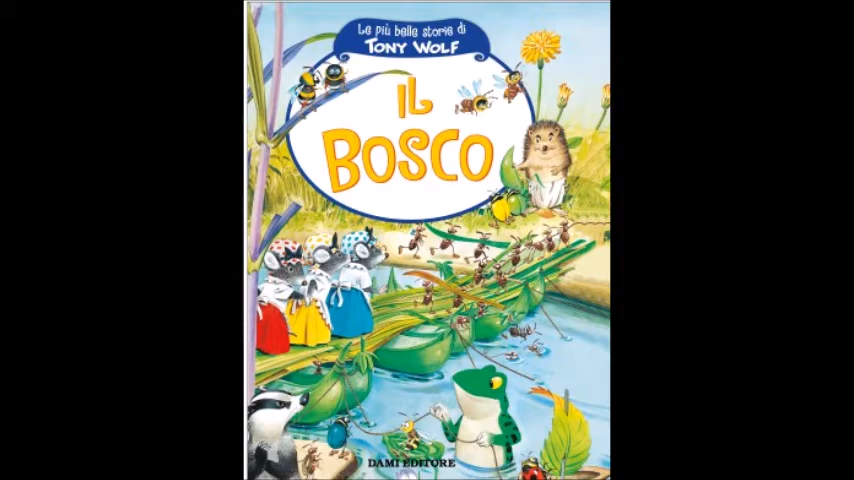 Le più belle storie di
TONY WOLF
IL
BOSCO
DAMI EDITORE